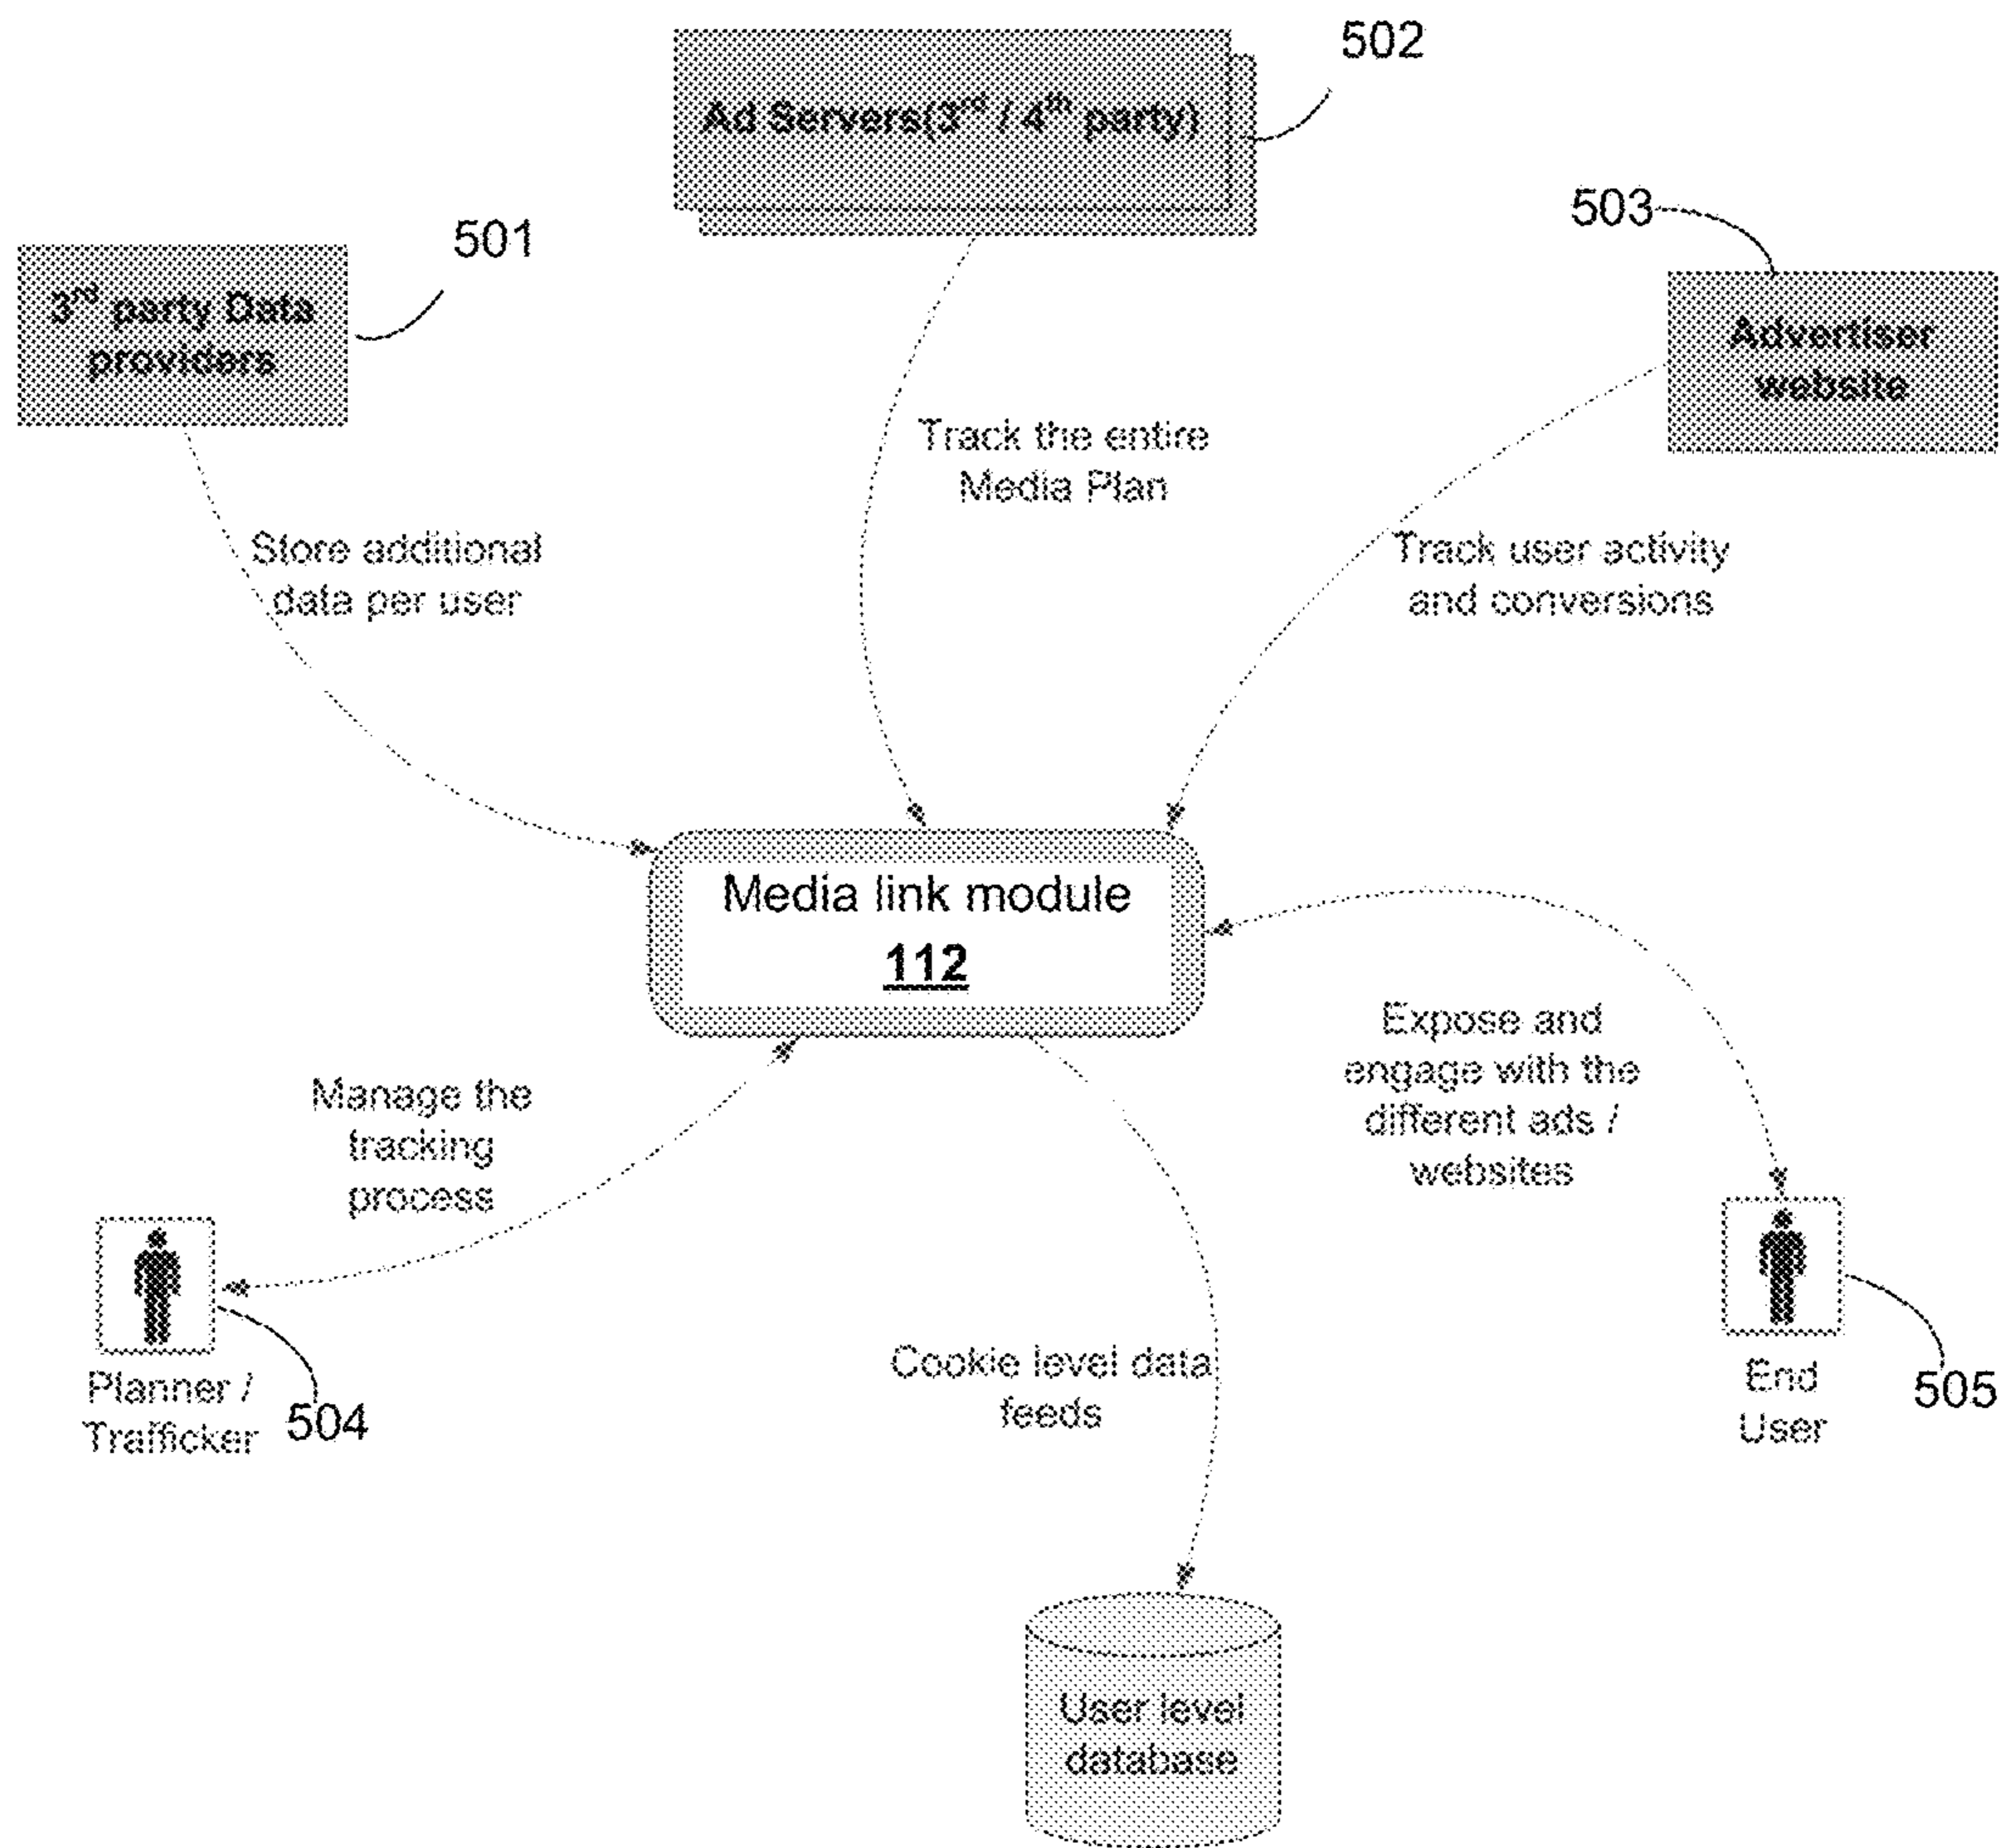 502
Ad Servers(3rd / 4th party)
503
501
3rd party Data
providers
Advertiser
website
Track the entire
Media Plan
Store additional
data per user
Track user activity
and conversions
Media link module
112
Expose and
engage with the
different ads /
websites
Manage the
tracking
process
Planner /
Trafficker
504
Cookie level data
feeds
End
User
505
User level
database